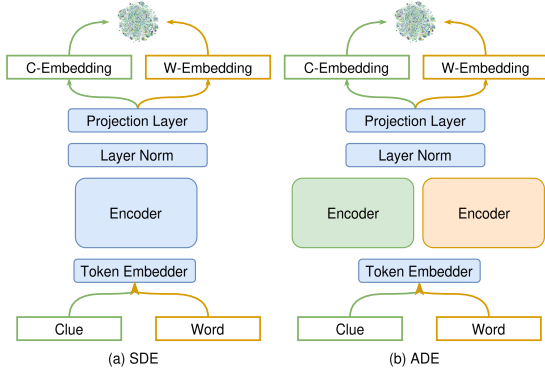 C-Embedding W-Embedding C-Embedding W-Embedding
Projection Layer Projection Layer
Layer Norm Layer Norm
Encoder Encoder Encoder
Token Embedder Token Embedder
Clue Word Clue Word
(a) SDE (b) ADE